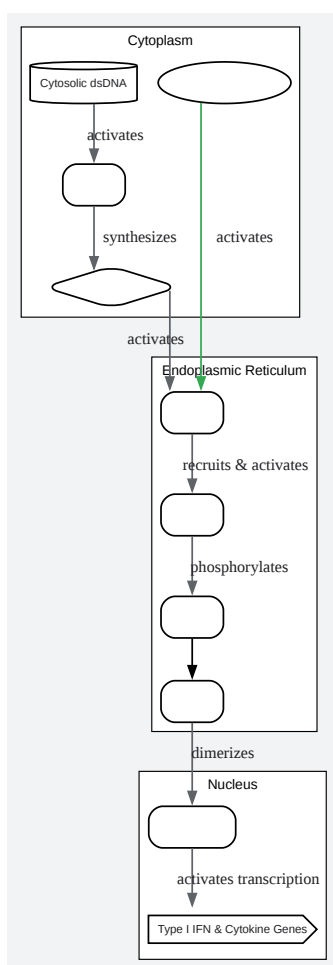 Cytoplasm
Cytosolic dsDNA
activates
synthesizes
activates
activates
Endoplasmic Reticulum
recruits & activates
phosphorylates
dimerizes
Nucleus
activates transcription
Type I IFN & Cytokine Genes